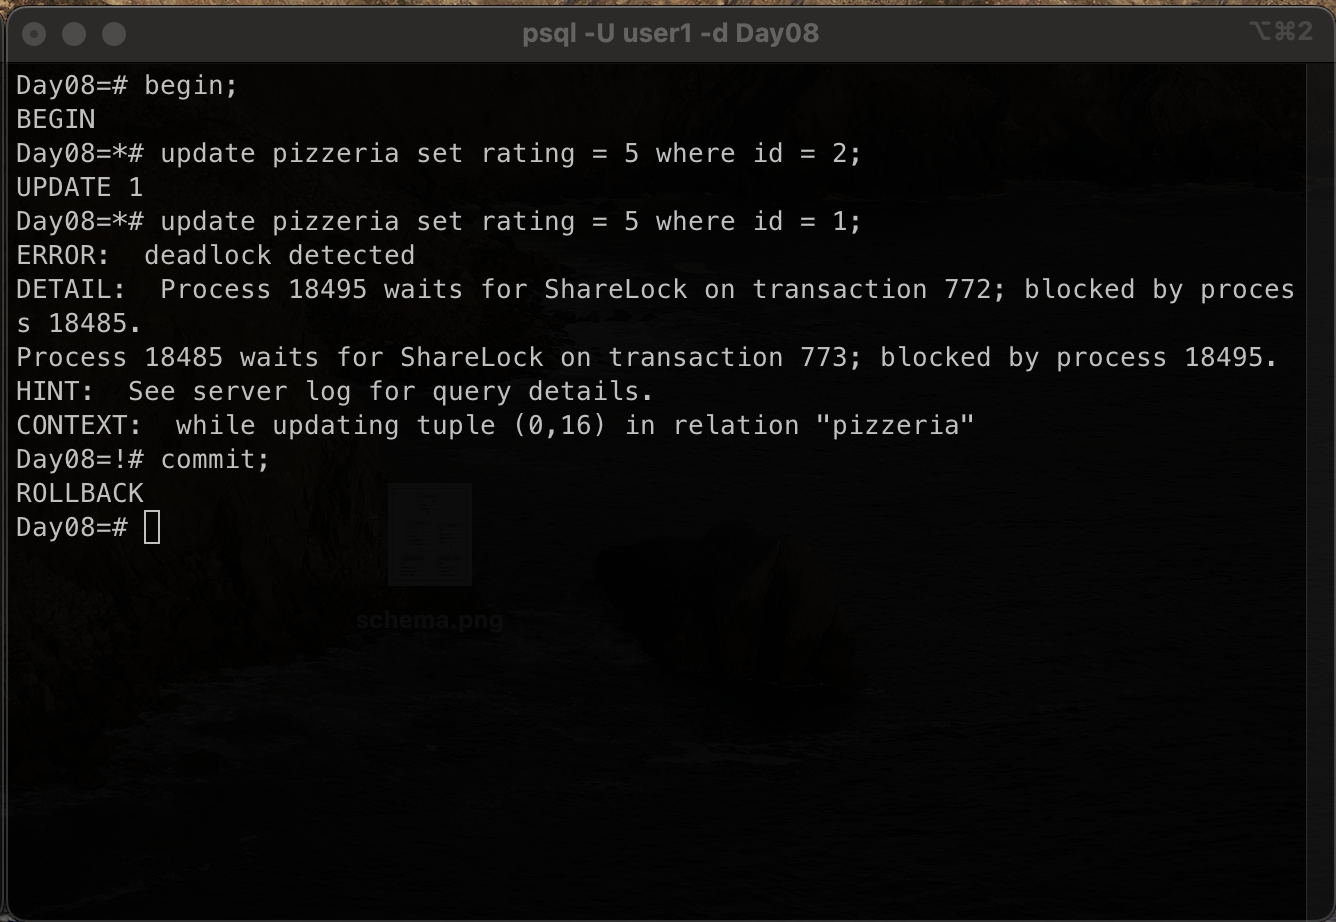 psql -U user1 -d Day08
⌥⌘2
Day08=# begin;
BEGIN
Day08=*# update pizzeria set rating = 5 where id = 2;
UPDATE 1
Day08=*# update pizzeria set rating = 5 where id = 1;
ERROR:  deadlock detected
DETAIL:  Process 18495 waits for ShareLock on transaction 772; blocked by proces
s 18485.
Process 18485 waits for ShareLock on transaction 773; blocked by process 18495.
HINT:  See server log for query details.
CONTEXT:  while updating tuple (0,16) in relation "pizzeria"
Day08=!# commit;
ROLLBACK
Day08=#
schema.png